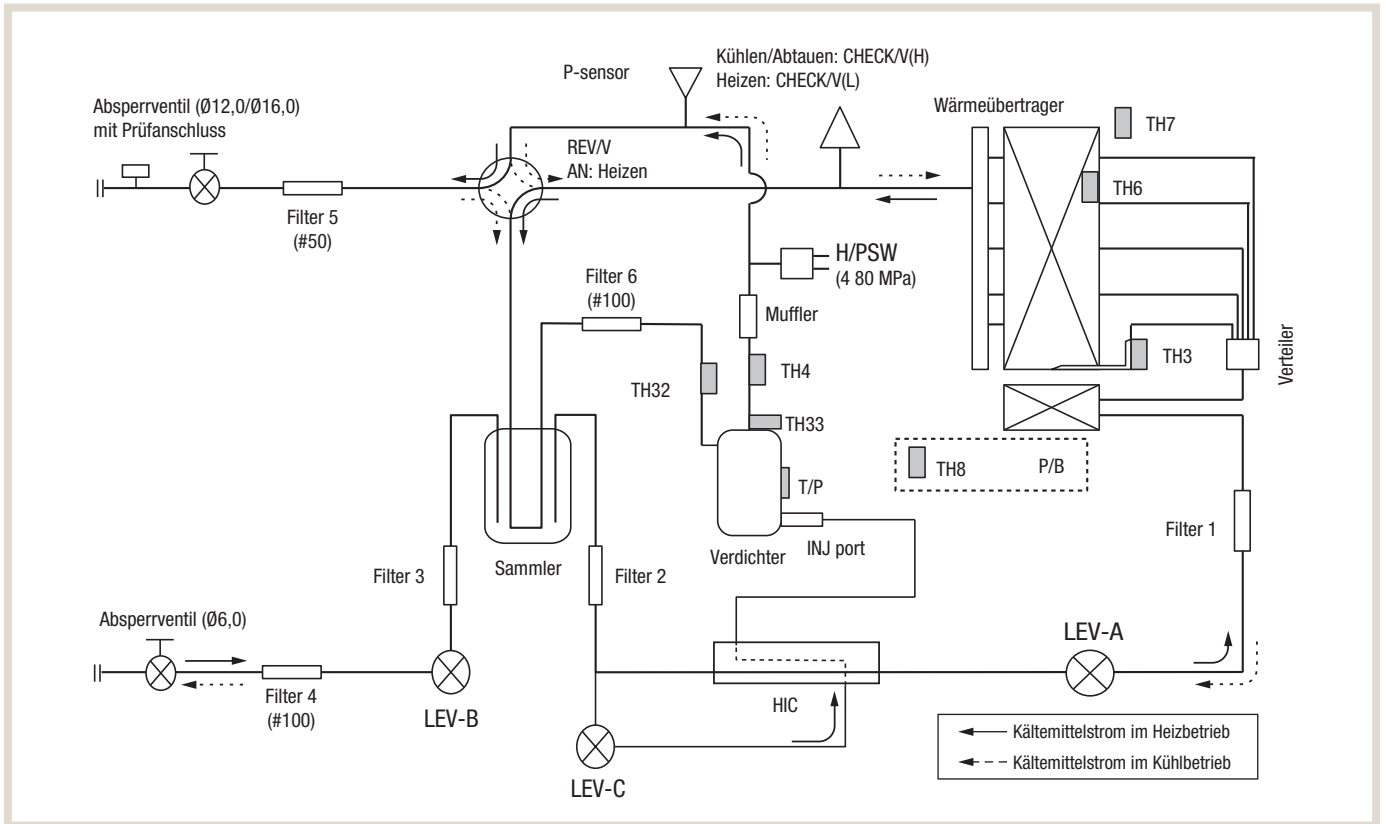 P-sensor
Kühlen/Abtauen: CHECK/V(H)
Heizen: CHECK/V(L)
Absperrventil (Ø12,0/Ø16,0)
mit Prüfanschluss
Wärmeübertrager
TH7
REV/V
AN: Heizen
TH6
Filter 5
(#50)
H/PSW
(4 80 MPa)
Filter 6
(#100)
Muffler
TH3
Verteiler
TH4
TH32
TH33
TH8
P/B
T/P
Filter 1
INJ port
Verdichter
Sammler
Filter 3
Filter 2
Absperrventil (Ø6,0)
LEV-A
Filter 4
(#100)
LEV-B
HIC
LEV-C
Kältemittelstrom im Heizbetrieb
Kältemittelstrom im Kühlbetrieb